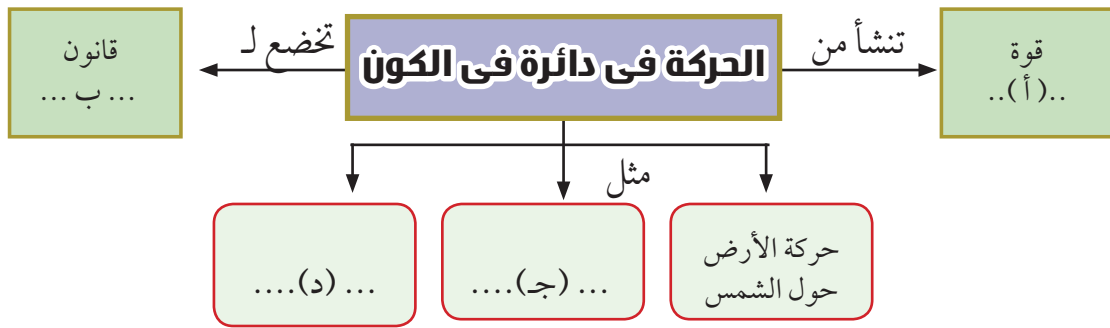 الحركة فى دائرة فى الكون
تنشأ من
قوة
..(أ)..
تخضع لـ
قانون
... ب ...
مثل
حركة الأرض
حول الشمس
... (جـ)....
... (د)....